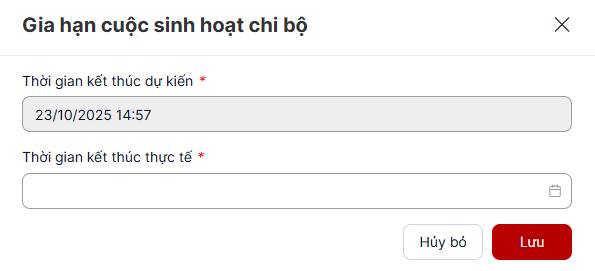 Gia hạn cuộc sinh hoạt chi bộ
Thời gian kết thúc dự kiến *
23/10/2025 14:57
Thời gian kết thúc thực tế *
Hủy bỏ
Lưu